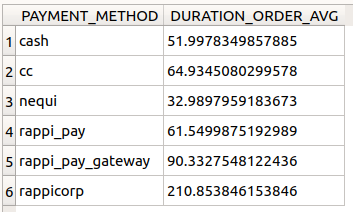 PAYMENT_METHOD DURATION_ORDER_AVG
1 cash 51.9978349857885
2 cc 64.9345080299578
3 nequi 32.9897959183673
4 rappi_pay 61.5499875192989
5 rappi_pay_gateway 90.3327548122436
6 rappicorp 210.853846153846